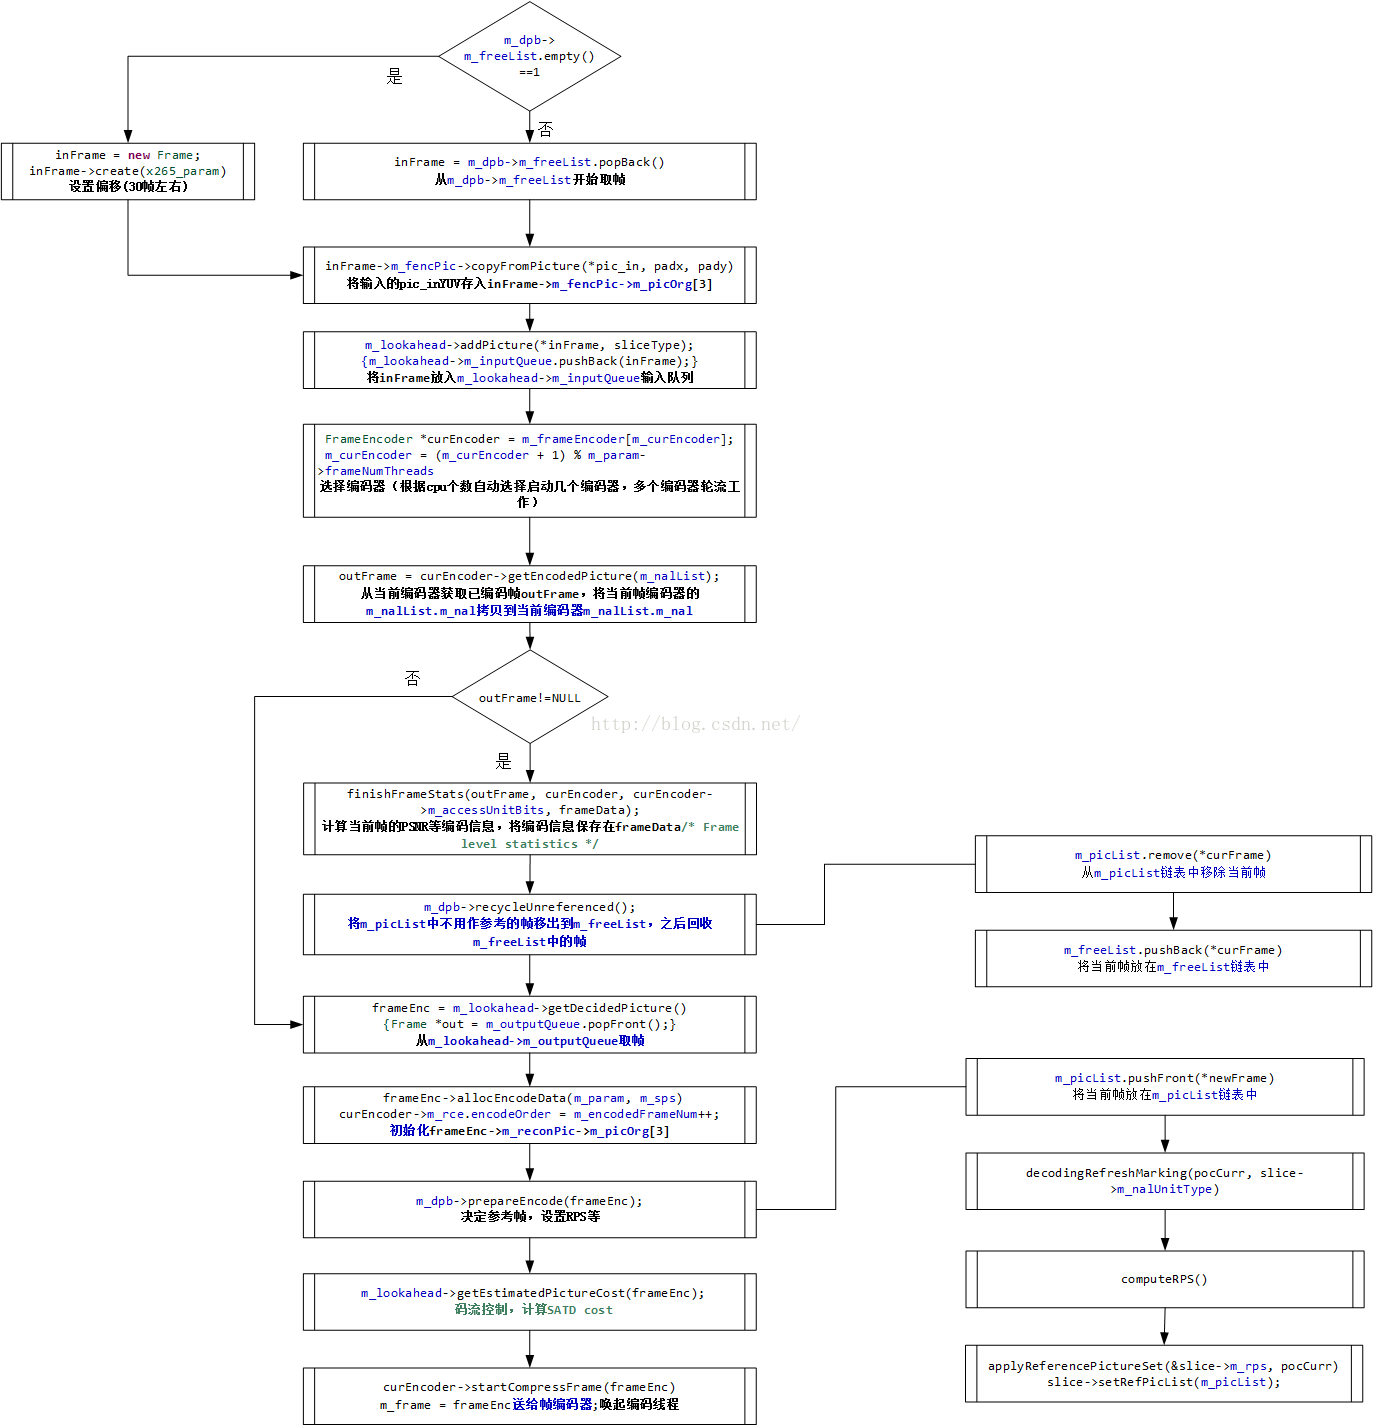 m_dpb->
m_freeList.empty()
==1
是
否
inFrame = new Frame;
inFrame->create(x265_param)
设置偏移(30帧左右)
inFrame = m_dpb->m_freeList.popBack()
从m_dpb->m_freeList开始取帧
inFrame->m_fencPic->copyFromPicture(*pic_in, padx, pady)
将输入的pic_inYUV存入inFrame->m_fencPic->m_picOrg[3]
m_lookahead->addPicture(*inFrame, sliceType);
{m_lookahead->m_inputQueue.pushBack(inFrame);}
将inFrame放入m_lookahead->m_inputQueue输入队列
FrameEncoder *curEncoder = m_frameEncoder[m_curEncoder];
m_curEncoder = (m_curEncoder + 1) % m_param-
>frameNumThreads
选择编码器（根据cpu个数自动选择启动几个编码器，多个编码器轮流工
作）
outFrame = curEncoder->getEncodedPicture(m_nalList);
从当前编码器获取已编码帧outFrame，将当前帧编码器的
m_nalList.m_nal拷贝到当前编码器m_nalList.m_nal
否
outFrame!=NULL
http://blog.csdn.net/
是
finishFrameStats(outFrame, curEncoder, curEncoder-
>m_accessUnitBits, frameData);
计算当前帧的PSNR等编码信息，将编码信息保存在frameData/* Frame
level statistics */
m_dpb->recycleUnreferenced();
将m_picList中不用作参考的帧移出到m_freeList，之后回收
m_freeList中的帧
m_picList.remove(*curFrame)
从m_picList链表中移除当前帧
m_freeList.pushBack(*curFrame)
将当前帧放在m_freeList链表中
frameEnc = m_lookahead->getDecidedPicture()
{Frame *out = m_outputQueue.popFront();}
从m_lookahead->m_outputQueue取帧
frameEnc->allocEncodeData(m_param, m_sps)
curEncoder->m_rce.encodeOrder = m_encodedFrameNum++;
初始化frameEnc->m_reconPic->m_picOrg[3]
m_dpb->prepareEncode(frameEnc);
决定参考帧，设置RPS等
m_picList.pushFront(*newFrame)
将当前帧放在m_picList链表中
decodingRefreshMarking(pocCurr, slice-
>m_nalUnitType)
computeRPS()
applyReferencePictureSet(&slice->m_rps, pocCurr)
slice->setRefPicList(m_picList);
m_lookahead->getEstimatedPictureCost(frameEnc);
码流控制，计算SATD cost
curEncoder->startCompressFrame(frameEnc)
m_frame = frameEnc送给帧编码器;唤起编码线程